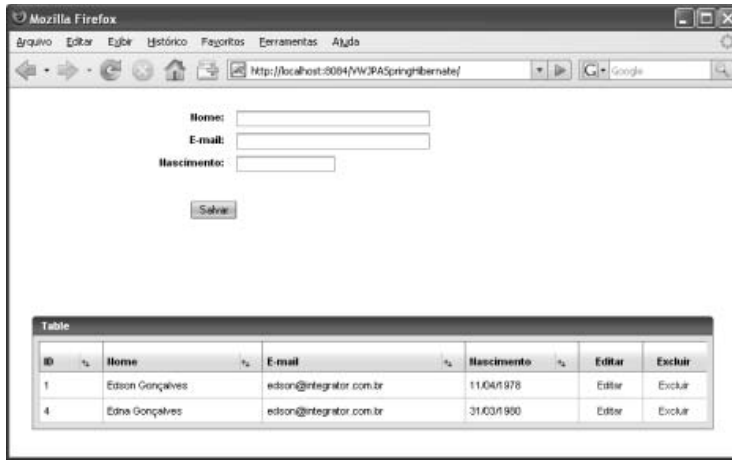 Mozilla Firefox
Arquivo Editar Exibir Histórico Favoritos Ferramentas Ajuda
http://localhost:8084/VWJPASpringHibernate/ G Google
Nome:
E-mail:
Nascimento:
Salvar
Table
ID Nome E-mail Nascimento Editar Excluir
1 Edson Gonçalves edson@integrator.com.br 11/04/1978 Editar Excluir
4 Edna Gonçalves edson@integrator.com.br 31/03/1980 Editar Excluir